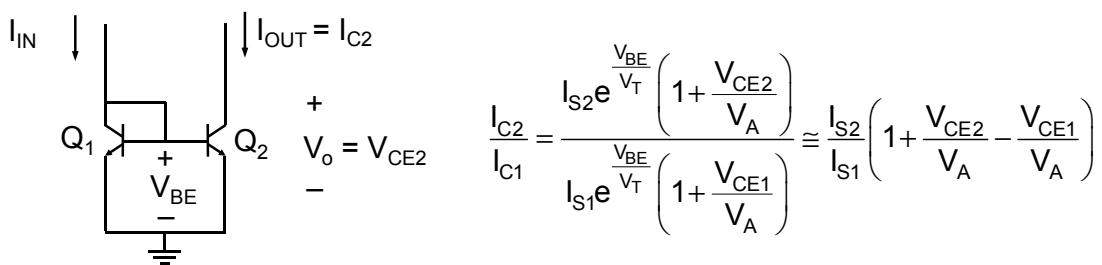 I_IN
I_OUT = I_C2
Q_1
Q_2
+
V_BE
–
+
V_o = V_CE2
–
I_C2/I_C1 = I_S2 e^(V_BE/V_T) (1 + V_CE2/V_A) / I_S1 e^(V_BE/V_T) (1 + V_CE1/V_A) ≅ I_S2/I_S1 (1 + V_CE2/V_A − V_CE1/V_A)